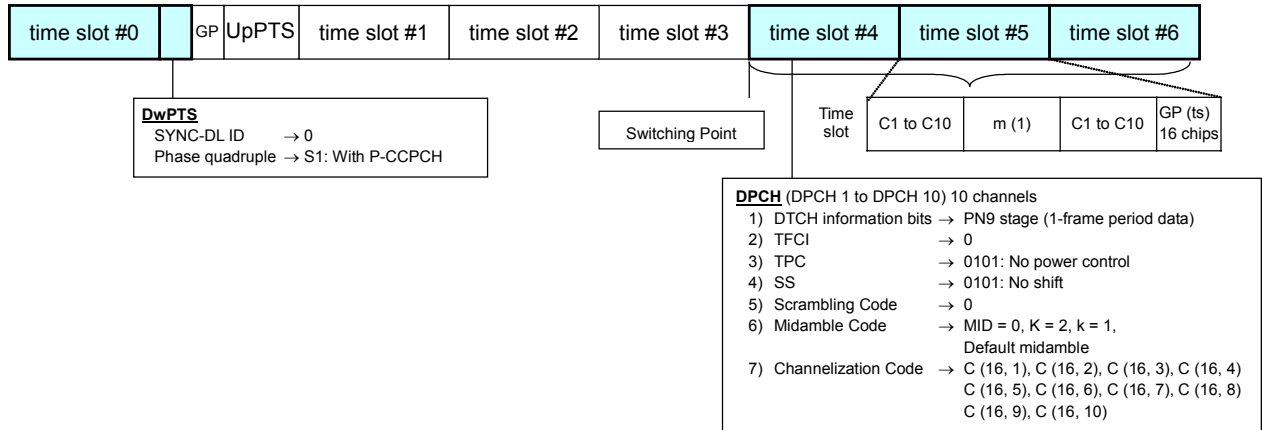 time slot #0 GP UpPTS time slot #1 time slot #2 time slot #3 time slot #4 time slot #5 time slot #6
DwPTS
SYNC-DL ID → 0
Phase quadruple → S1: With P-CCPCH
Switching Point
Time
slot
C1 to C10 m (1) C1 to C10 GP (ts)
16 chips
DPCH (DPCH 1 to DPCH 10) 10 channels
1) DTCH information bits → PN9 stage (1-frame period data)
2) TFCI → 0
3) TPC → 0101: No power control
4) SS → 0101: No shift
5) Scrambling Code → 0
6) Midamble Code → MID = 0, K = 2, k = 1,
Default midamble
7) Channelization Code → C (16, 1), C (16, 2), C (16, 3), C (16, 4)
C (16, 5), C (16, 6), C (16, 7), C (16, 8)
C (16, 9), C (16, 10)